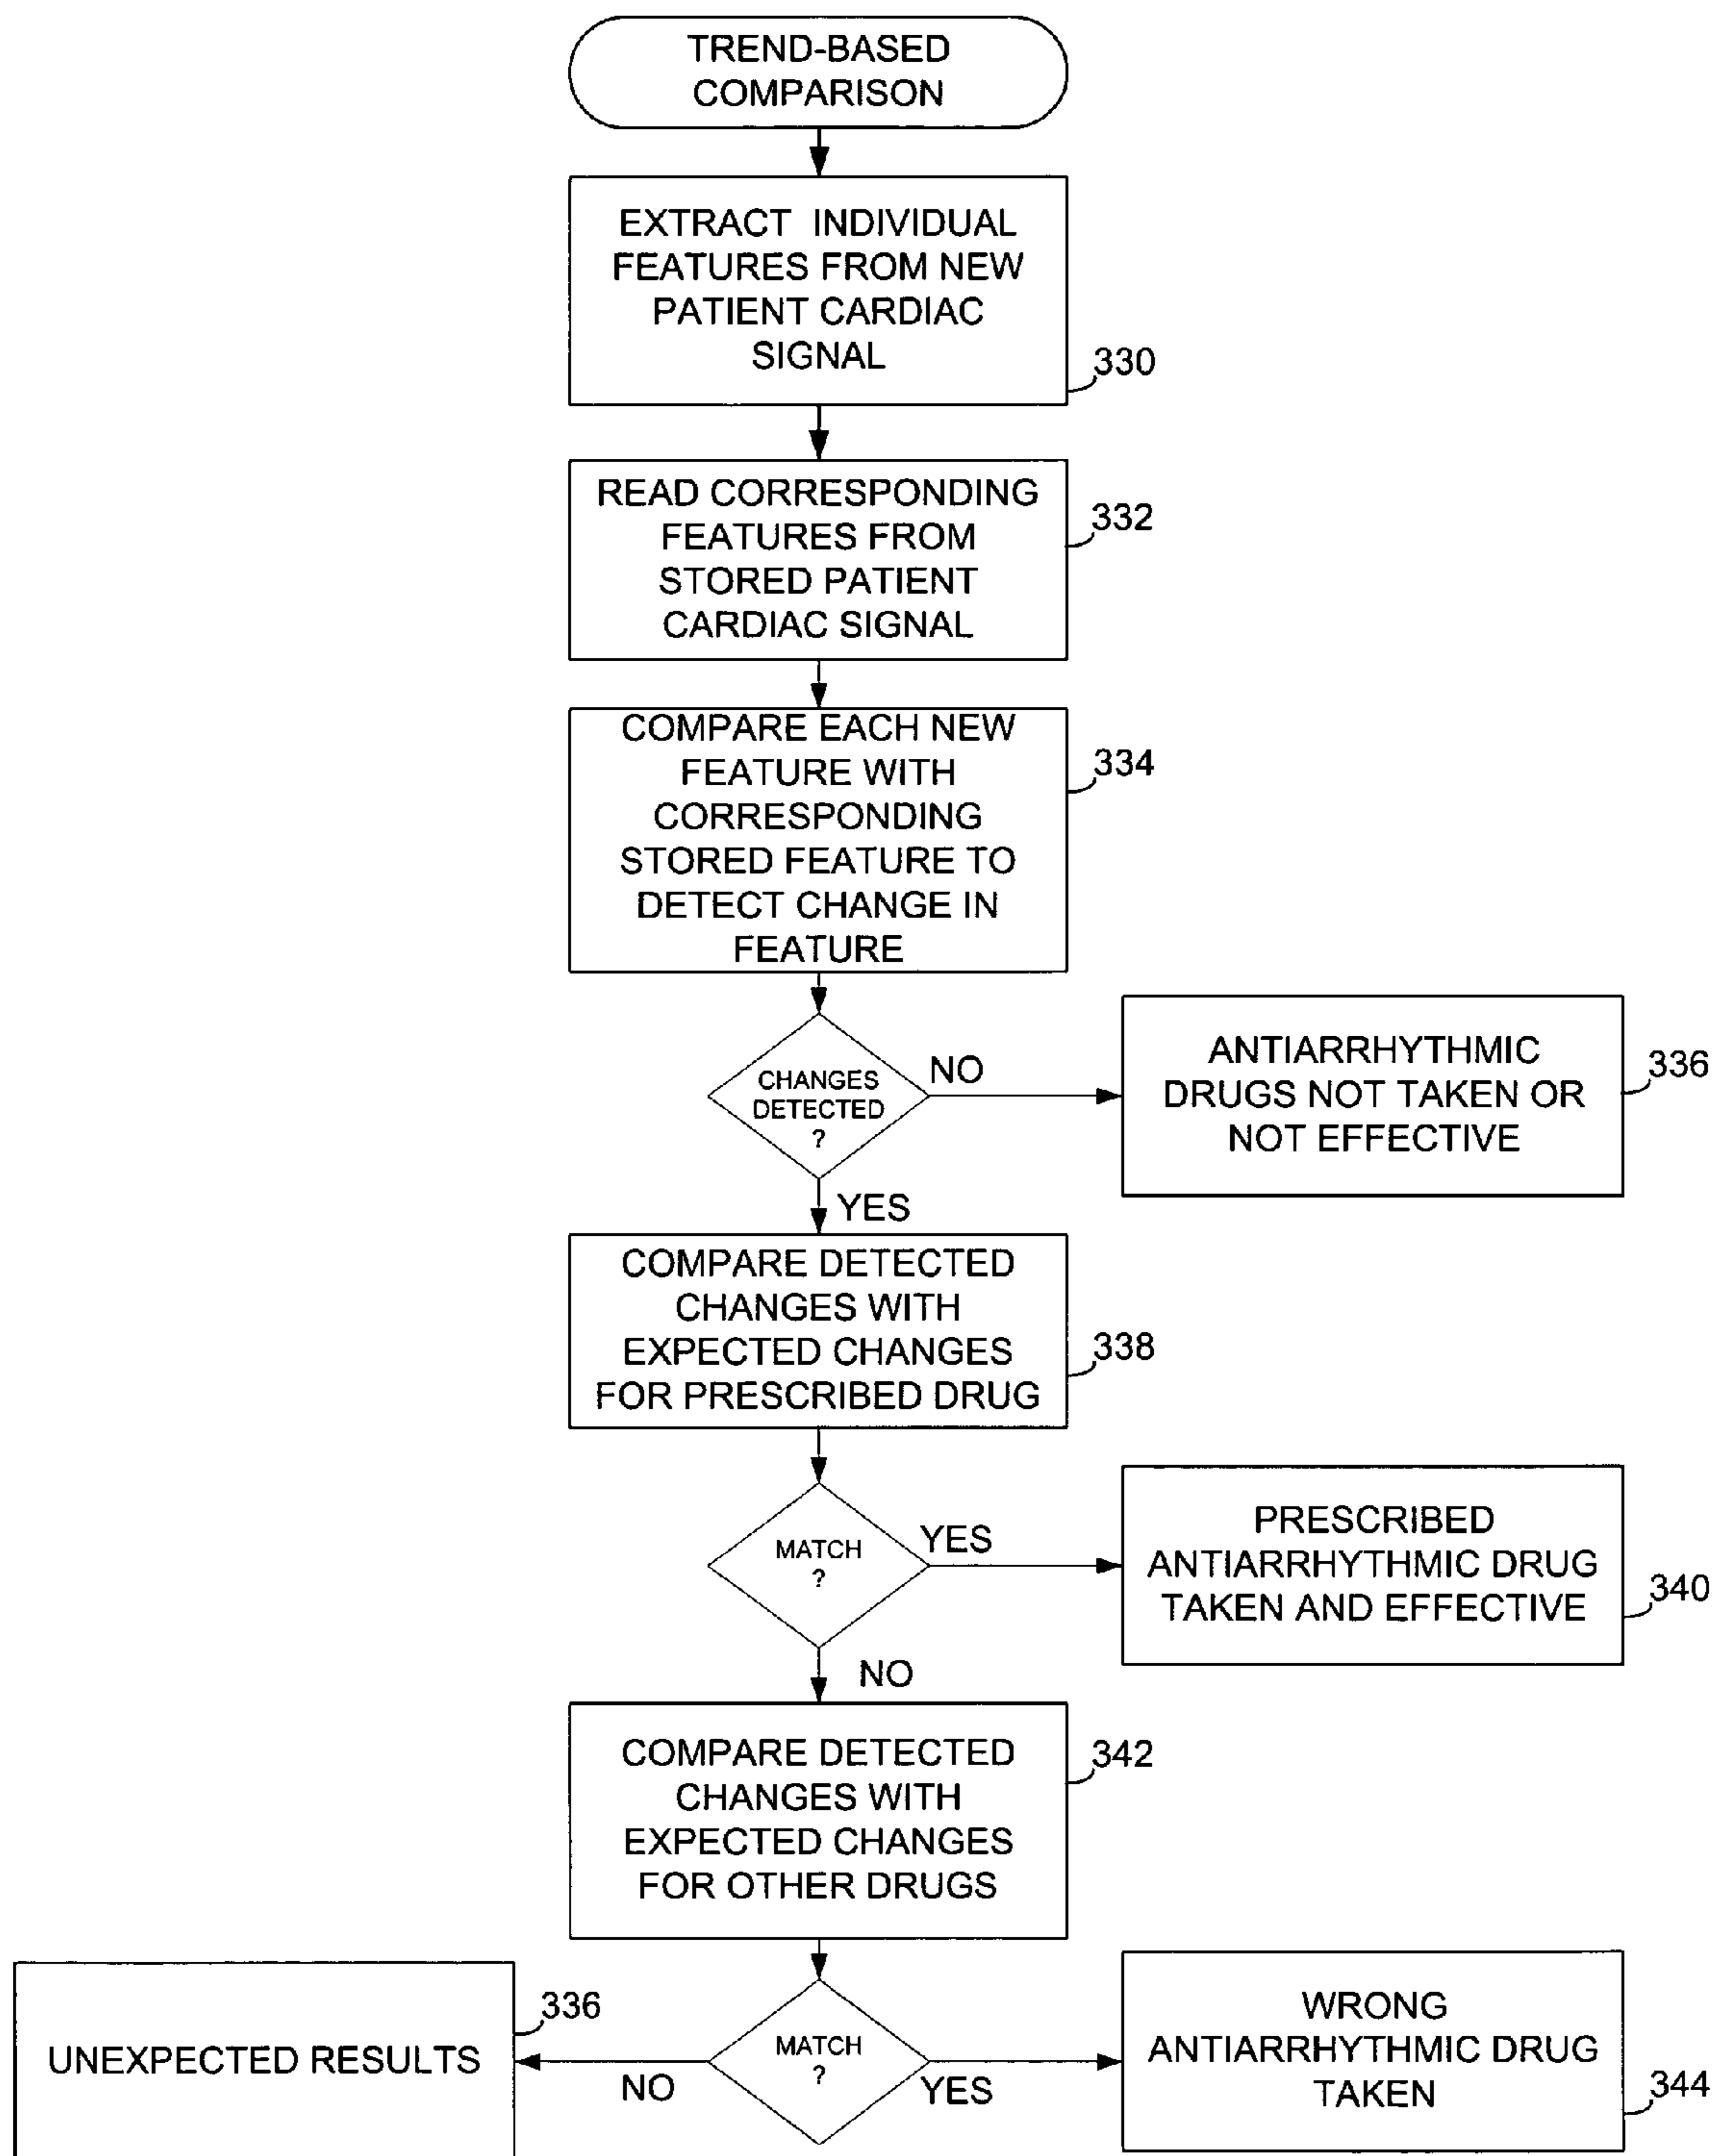 TREND-BASED
COMPARISON
EXTRACT INDIVIDUAL
FEATURES FROM NEW
PATIENT CARDIAC
SIGNAL
330
READ CORRESPONDING
FEATURES FROM
STORED PATIENT
CARDIAC SIGNAL
332
COMPARE EACH NEW
FEATURE WITH
CORRESPONDING
STORED FEATURE TO
DETECT CHANGE IN
FEATURE
334
CHANGES
DETECTED
?
NO
ANTIARRHYTHMIC
DRUGS NOT TAKEN OR
NOT EFFECTIVE
336
YES
COMPARE DETECTED
CHANGES WITH
EXPECTED CHANGES
FOR PRESCRIBED DRUG
338
MATCH
?
YES
PRESCRIBED
ANTIARRHYTHMIC DRUG
TAKEN AND EFFECTIVE
340
NO
COMPARE DETECTED
CHANGES WITH
EXPECTED CHANGES
FOR OTHER DRUGS
342
MATCH
?
NO
UNEXPECTED RESULTS
336
YES
WRONG
ANTIARRHYTHMIC DRUG
TAKEN
344